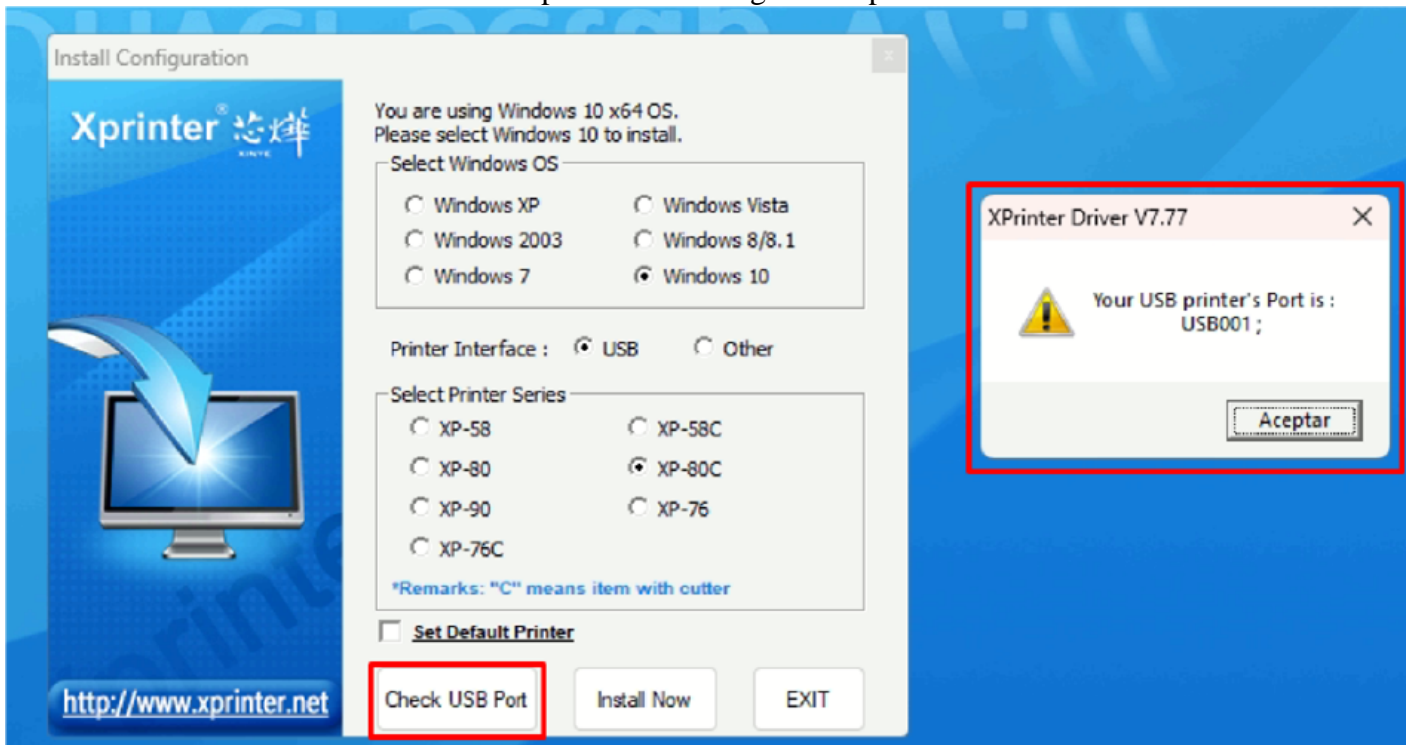 Install Configuration
x
Xprinter® 芯烨
XINYE
You are using Windows 10 x64 OS.
Please select Windows 10 to install.
Select Windows OS
Windows XP
Windows Vista
Windows 2003
Windows 8/8.1
Windows 7
Windows 10
Printer Interface :
USB
Other
Select Printer Series
XP-58
XP-58C
XP-80
XP-80C
XP-90
XP-76
XP-76C
*Remarks: "C" means item with cutter
Set Default Printer
Check USB Port
Install Now
EXIT
http://www.xprinter.net
XPrinter Driver V7.77
Your USB printer's Port is :
USB001 ;
Aceptar